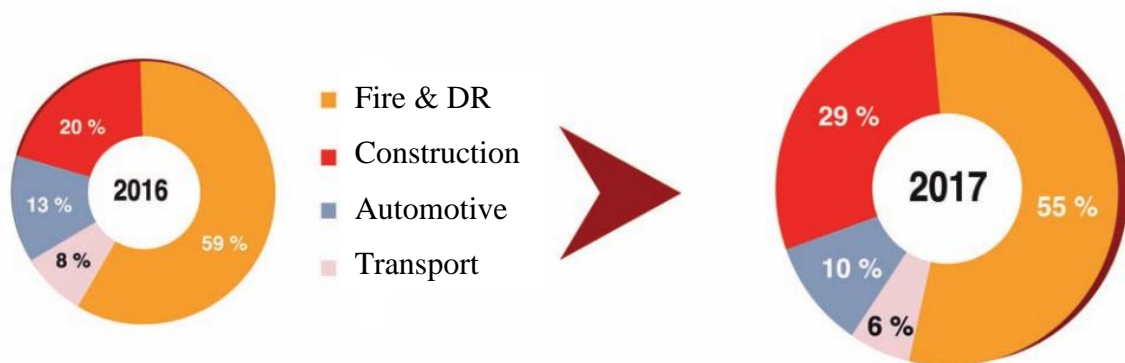 20 %
13 %
8 %
59 %
2016
Fire & DR
Construction
Automotive
Transport
29 %
10 %
6 %
55 %
2017